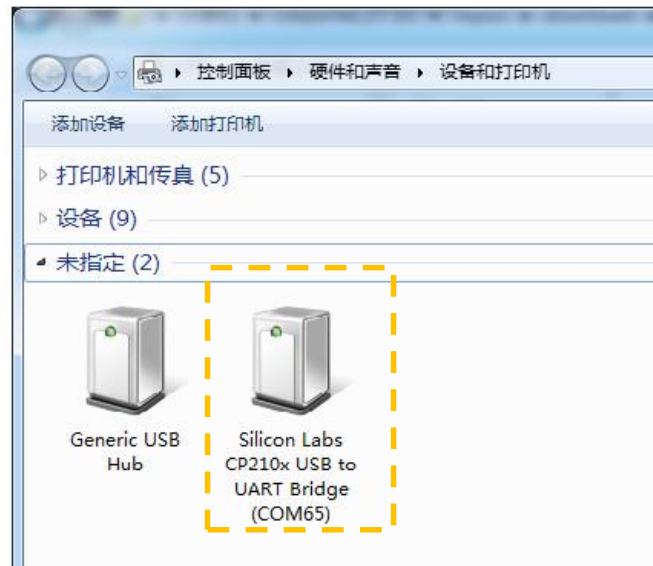 控制面板 ▸ 硬件和声音 ▸ 设备和打印机
添加设备 添加打印机
打印机和传真 (5)
设备 (9)
未指定 (2)
Generic USB
Hub
Silicon Labs
CP210x USB to
UART Bridge
(COM65)